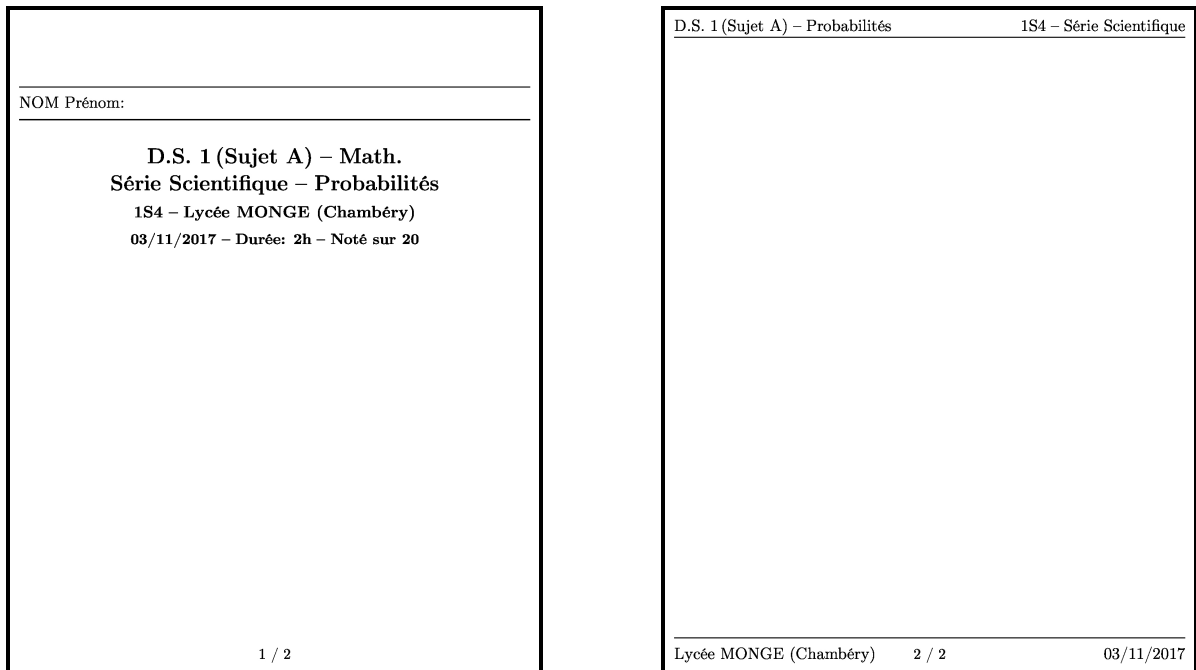 NOM Prénom:
D.S. 1 (Sujet A) – Math.
Série Scientifique – Probabilités
1S4 – Lycée MONGE (Chambéry)
03/11/2017 – Durée: 2h – Noté sur 20
1 / 2
D.S. 1 (Sujet A) – Probabilités 1S4 – Série Scientifique
Lycée MONGE (Chambéry) 2 / 2 03/11/2017